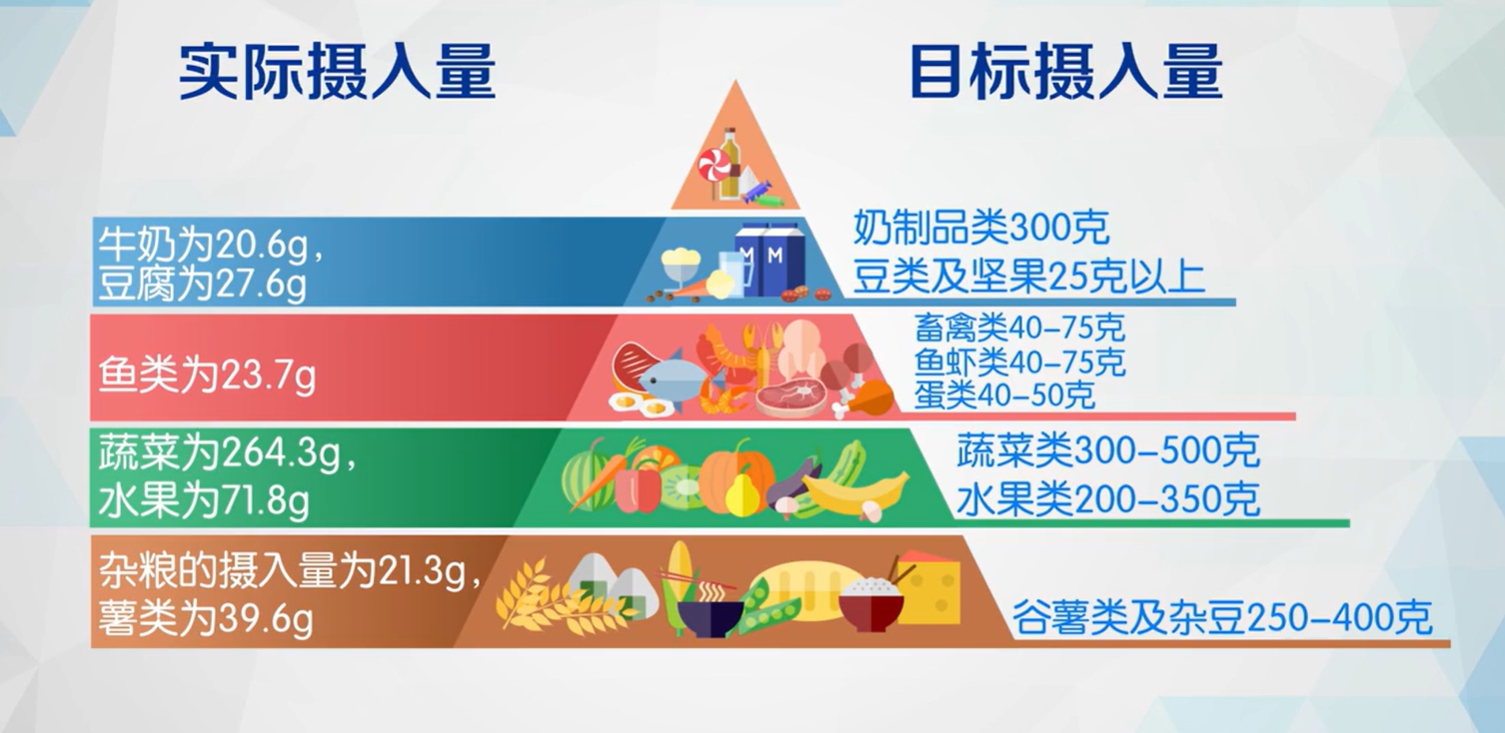 实际摄入量
目标摄入量
牛奶为20.6g，
豆腐为27.6g
M M
奶制品类300克
豆类及坚果25克以上
鱼类为23.7g
畜禽类40-75克
鱼虾类40-75克
蛋类40-50克
蔬菜为264.3g，
水果为71.8g
蔬菜类300-500克
水果类200-350克
杂粮的摄入量为21.3g，
薯类为39.6g
谷薯类及杂豆250-400克